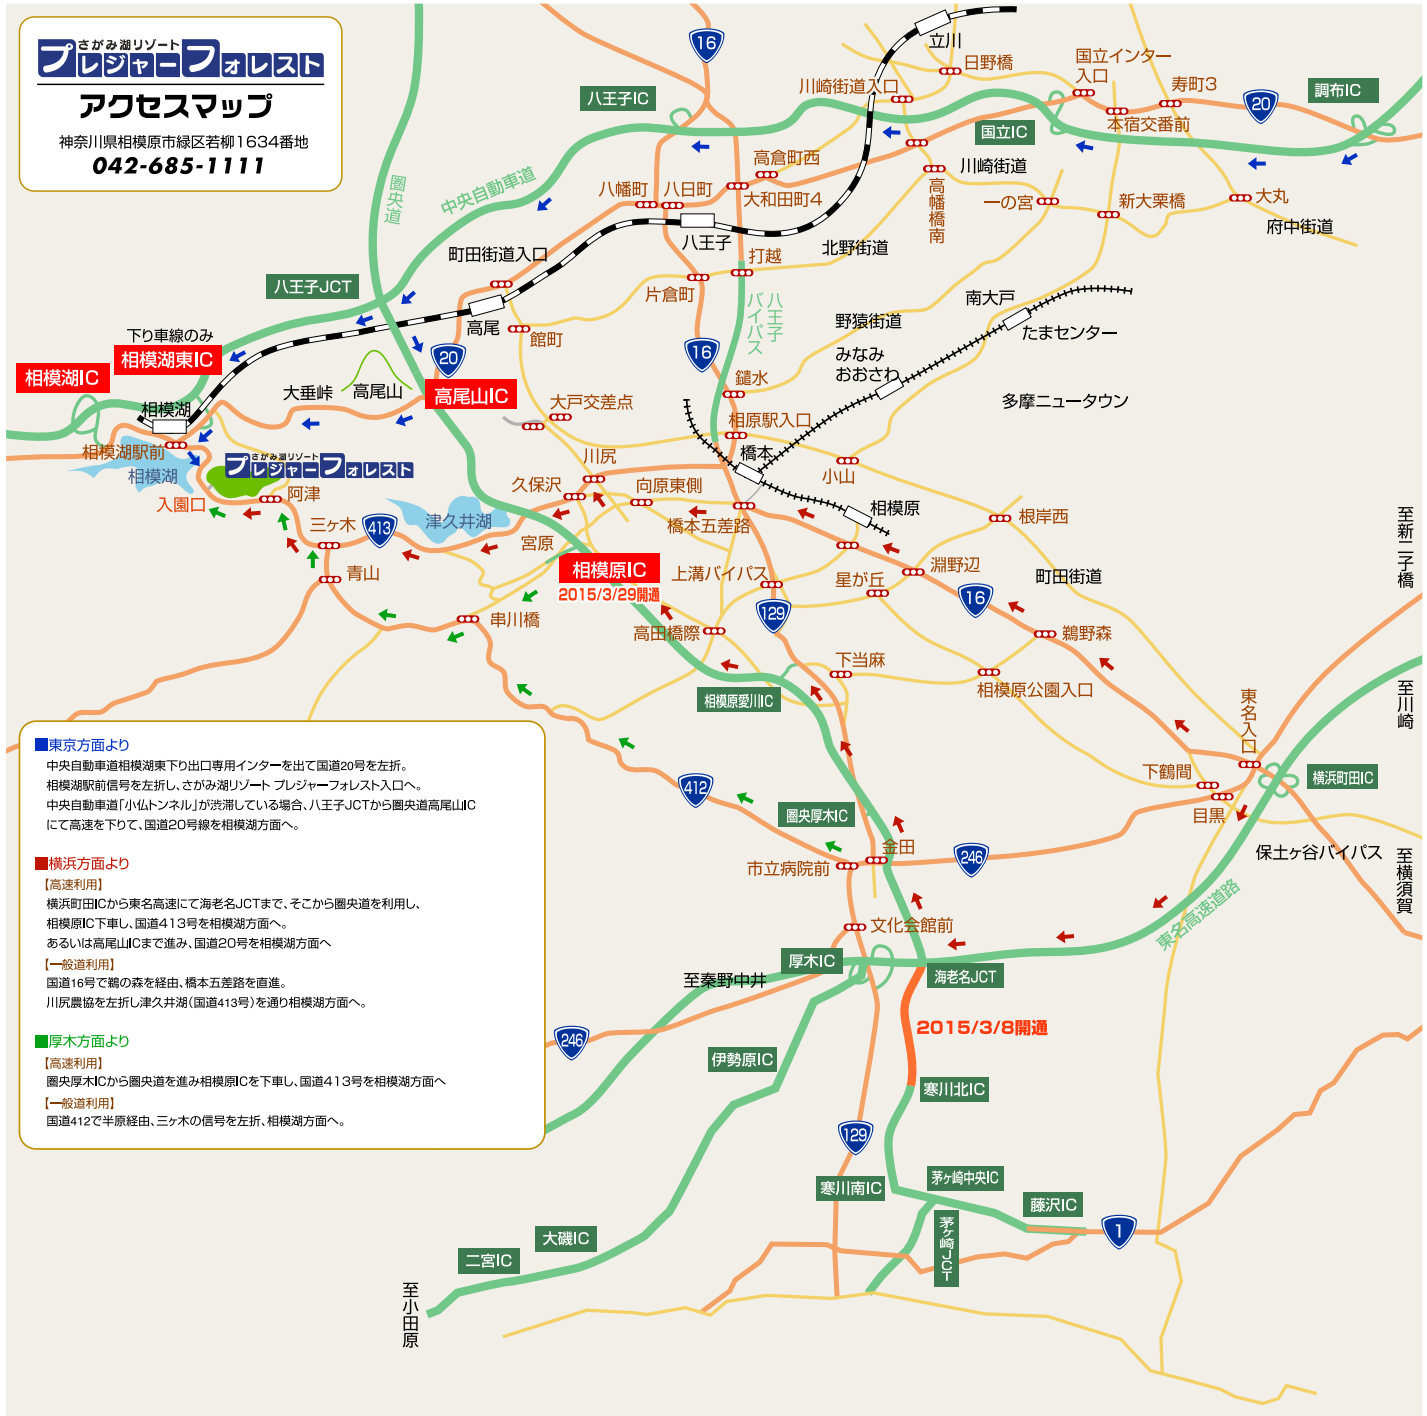 さがみ湖リゾート
プレジャーフォレスト
アクセスマップ
神奈川県相模原市緑区若柳1634番地
042-685-1111
16
立川
日野橋
国立インター
入口
寿町3
調布IC
八王子IC
川崎街道入口
20
国立IC
本宿交番前
圏央道
中央自動車道
高倉町西
川崎街道
八幡町
八日町
大和田町4
高幡橋南
一の宮
新大栗橋
大丸
府中街道
八王子
北野街道
町田街道入口
打越
八王子JCT
片倉町
八王子
バイパス
南大戸
高尾
館町
野猿街道
たまセンター
下り車線のみ
相模湖東IC
相模湖IC
20
16
みなみ
おおさわ
大垂峠
高尾山
高尾山IC
鑓水
多摩ニュータウン
相模湖
大戸交差点
相原駅入口
相模湖駅前
橋本
相模湖
さがみ湖リゾート
プレジャーフォレスト
川尻
小山
入園口
阿津
久保沢
向原東側
相模原
三ヶ木
413
津久井湖
橋本五差路
根岸西
至新二子橋
宮原
青山
相模原IC
2015/3/29開通
上溝バイパス
星が丘
淵野辺
町田街道
16
串川橋
高田橋際
129
鵜野森
下当麻
相模原公園入口
相模原愛川IC
東名入口
至川崎
■東京方面より
中央自動車道相模湖東下り出口専用インターを出て国道20号を左折。
相模湖駅前信号を左折し、さがみ湖リゾート プレジャーフォレスト入口へ。
中央自動車道「小仏トンネル」が渋滞している場合、八王子JCTから圏央道高尾山IC
にて高速を下りて、国道20号線を相模湖方面へ。
■横浜方面より
【高速利用】
横浜町田ICから東名高速にて海老名JCTまで、そこから圏央道を利用し、
相模原IC下車し、国道413号を相模湖方面へ。
あるいは高尾山ICまで進み、国道20号を相模湖方面へ
【一般道利用】
国道16号で鵜の森を経由、橋本五差路を直進。
川尻農協を左折し津久井湖(国道413号)を通り相模湖方面へ。
■厚木方面より
【高速利用】
圏央厚木ICから圏央道を進み相模原ICを下車し、国道413号を相模湖方面へ
【一般道利用】
国道412で半原経由、三ヶ木の信号を左折、相模湖方面へ。
下鶴間
横浜町田IC
412
圏央厚木IC
目黒
金田
市立病院前
246
保土ヶ谷バイパス
至横須賀
文化会館前
東名高速道路
厚木IC
至秦野中井
海老名JCT
246
2015/3/8開通
伊勢原IC
寒川北IC
129
寒川南IC
茅ヶ崎中央IC
藤沢IC
茅ヶ崎JCT
1
大磯IC
二宮IC
至小田原